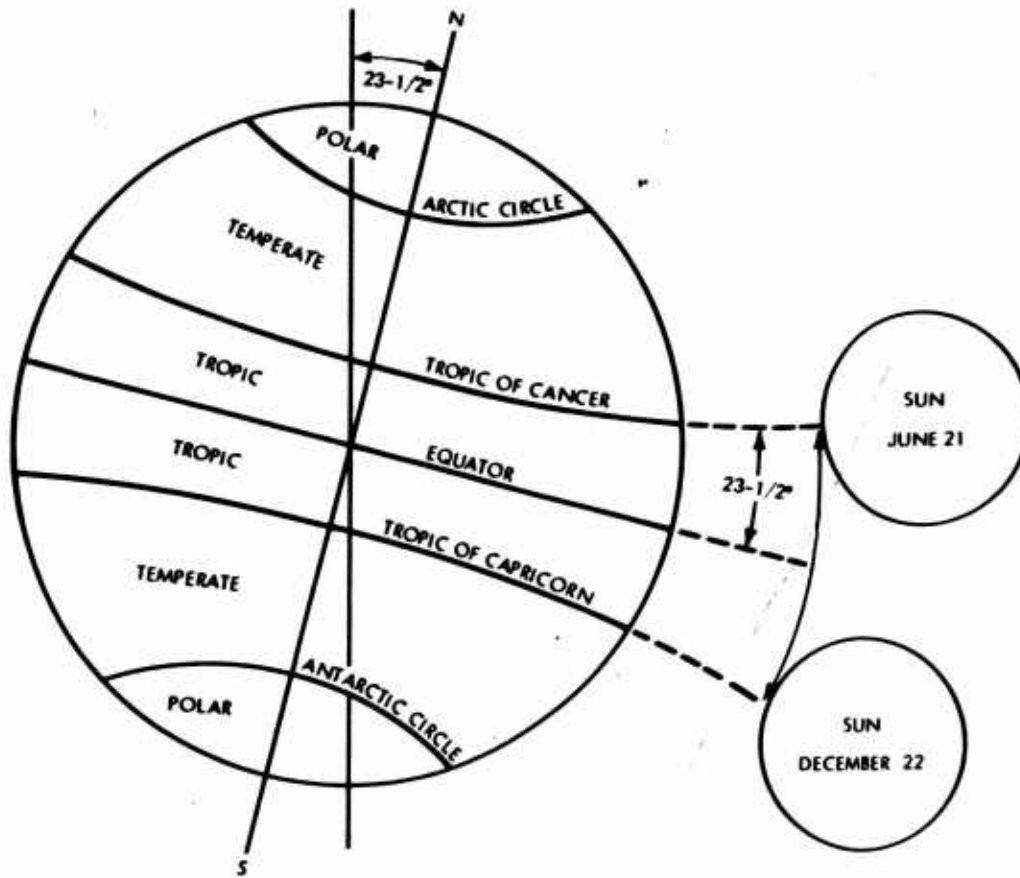 N
23-1/2°
POLAR
ARCTIC CIRCLE
TEMPERATE
TROPIC
TROPIC OF CANCER
SUN
JUNE 21
TROPIC
EQUATOR
23-1/2°
TROPIC OF CAPRICORN
TEMPERATE
ANTARCTIC CIRCLE
POLAR
SUN
DECEMBER 22
S